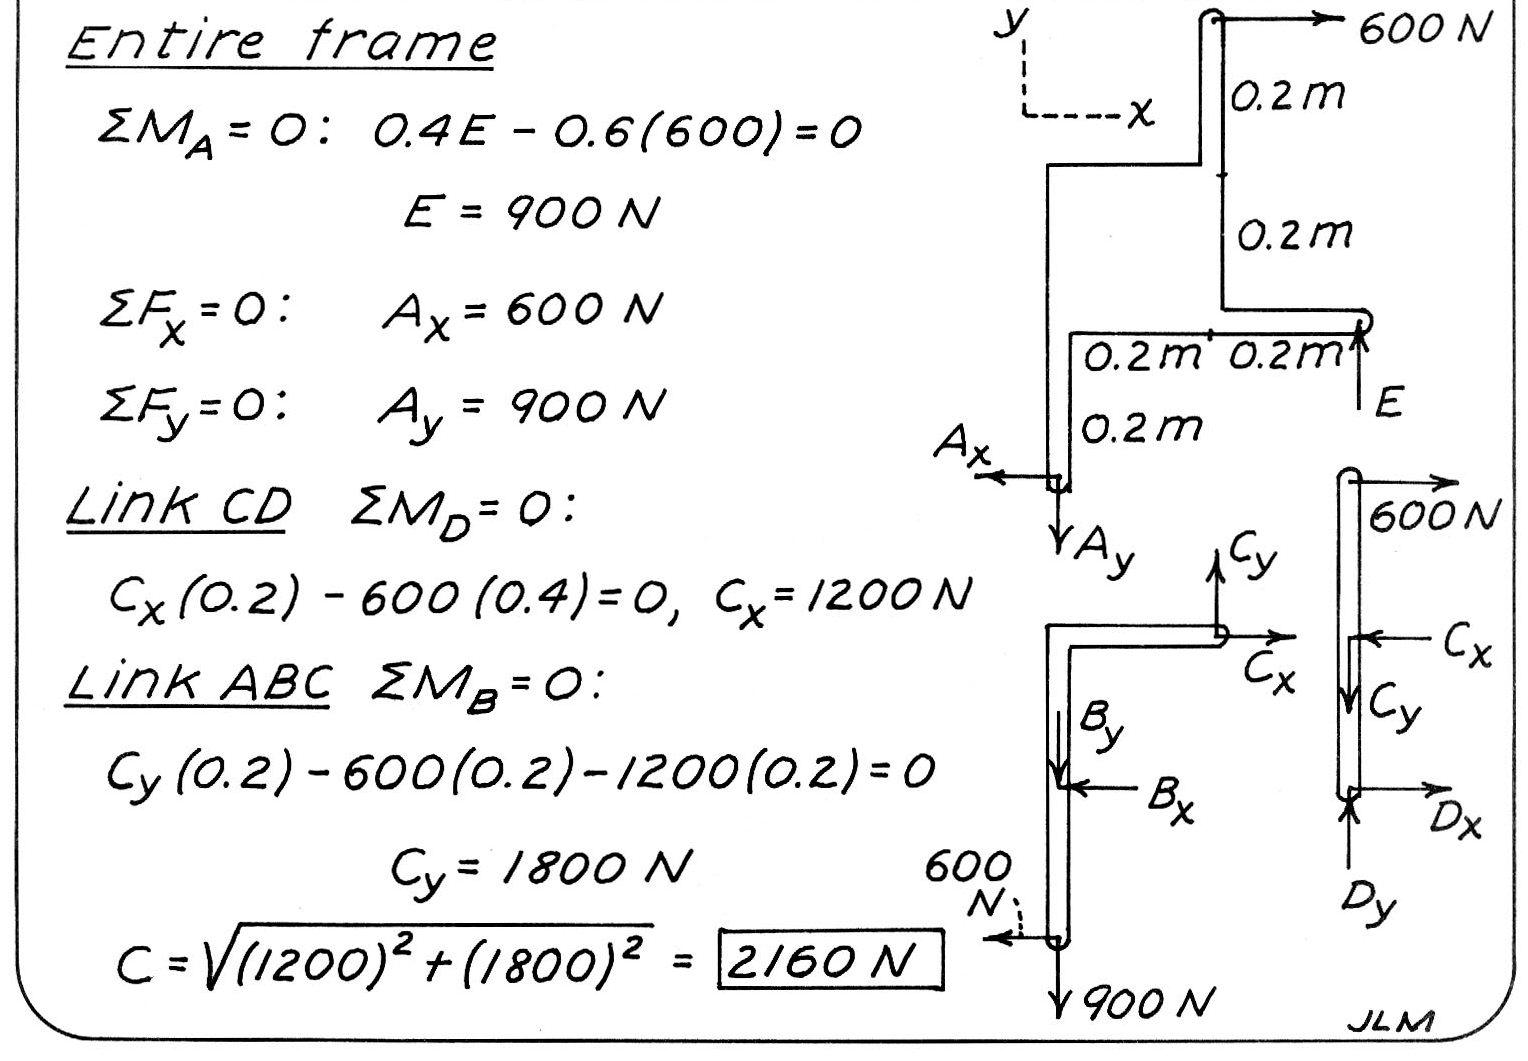 Entire frame
ΣM_A = 0: 0.4E - 0.6(600) = 0
E = 900 N
ΣF_x = 0: A_x = 600 N
ΣF_y = 0: A_y = 900 N
Link CD ΣM_D = 0:
C_x(0.2) - 600(0.4) = 0, C_x = 1200 N
Link ABC ΣM_B = 0:
C_y(0.2) - 600(0.2) - 1200(0.2) = 0
C_y = 1800 N
C = √((1200)² + (1800)²) = 2160 N
y
x
600 N
0.2 m
0.2 m
0.2 m 0.2 m
E
0.2 m
A_x
A_y
C_y
C_x
B_y
B_x
600
N
900 N
600 N
C_x
C_y
D_x
D_y
JLM